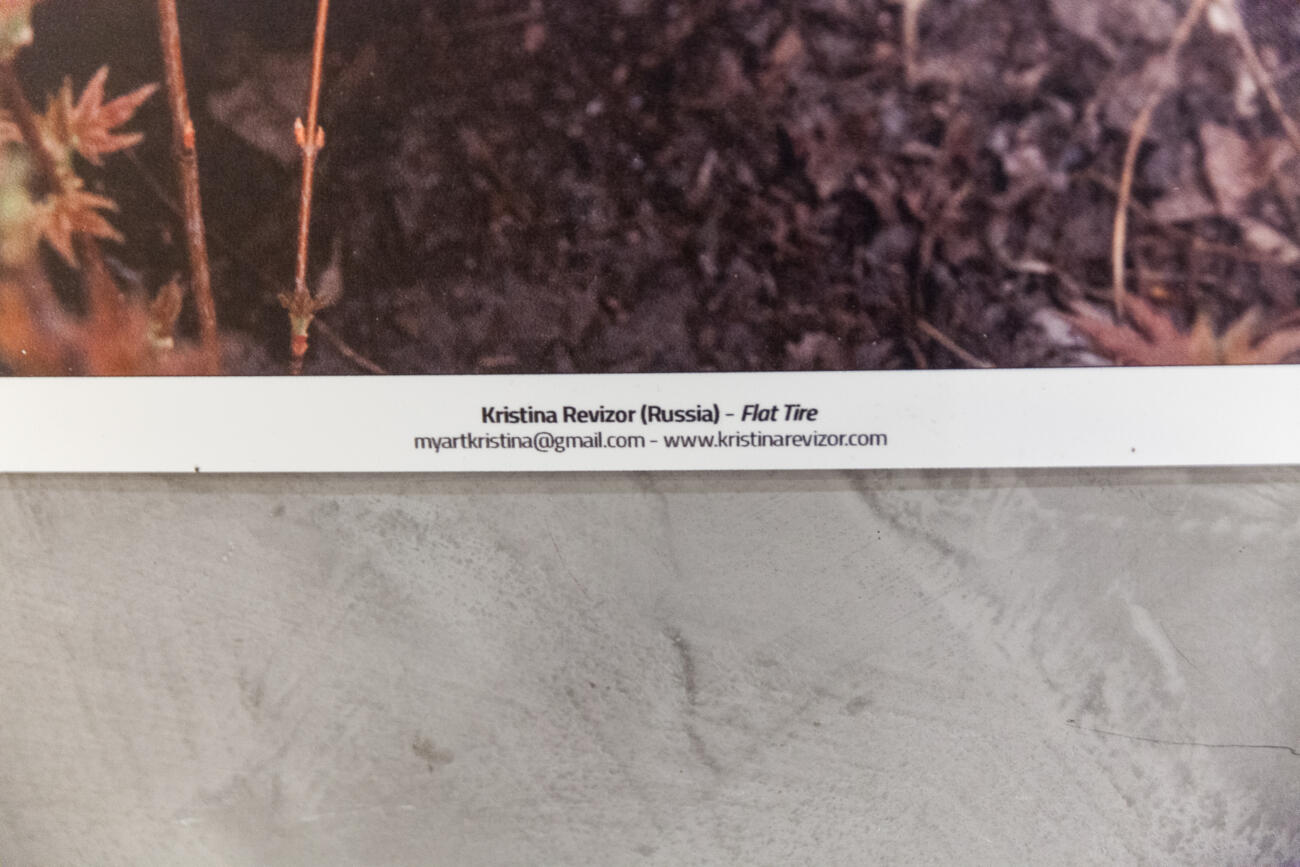 Kristina Revizor (Russia) - Flat Tire
myartkristina@gmail.com - www.kristinarevizor.com